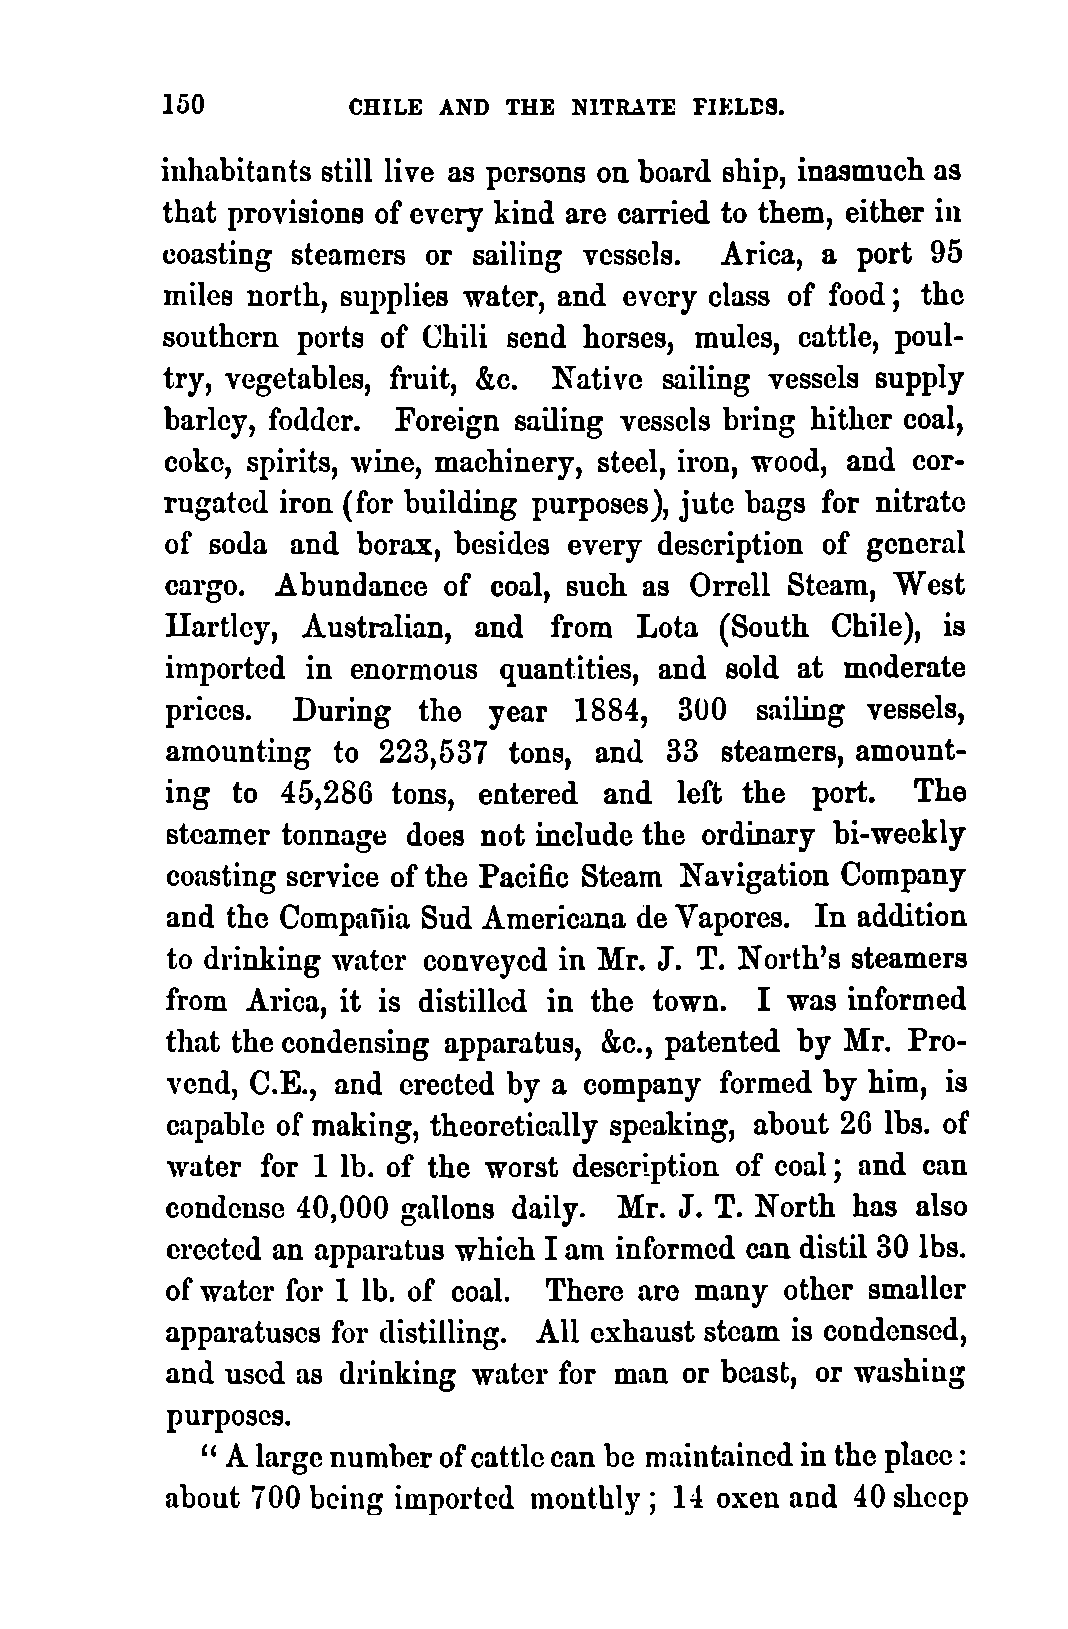 150 CHILE AND THE NITRATE FIELDS.
inhabitants still live as persons on board ship, inasmuch as
that provisions of every kind are carried to them, either in
coasting steamers or sailing vessels. Arica, a port 95
miles north, supplies water, and every class of food; the
southern ports of Chili send horses, mules, cattle, poul-
try, vegetables, fruit, &c. Native sailing vessels supply
barley, fodder. Foreign sailing vessels bring hither coal,
coke, spirits, wine, machinery, steel, iron, wood, and cor-
rugated iron (for building purposes), jute bags for nitrate
of soda and borax, besides every description of general
cargo. Abundance of coal, such as Orrell Steam, West
Hartley, Australian, and from Lota (South Chile), is
imported in enormous quantities, and sold at moderate
prices. During the year 1884, 300 sailing vessels,
amounting to 223,537 tons, and 33 steamers, amount-
ing to 45,286 tons, entered and left the port. The
steamer tonnage does not include the ordinary bi-weekly
coasting service of the Pacific Steam Navigation Company
and the Compañia Sud Americana de Vapores. In addition
to drinking water conveyed in Mr. J. T. North's steamers
from Arica, it is distilled in the town. I was informed
that the condensing apparatus, &c., patented by Mr. Pro-
vend, C.E., and erected by a company formed by him, is
capable of making, theoretically speaking, about 26 lbs. of
water for 1 lb. of the worst description of coal; and can
condense 40,000 gallons daily. Mr. J. T. North has also
erected an apparatus which I am informed can distil 30 lbs.
of water for 1 lb. of coal. There are many other smaller
apparatuses for distilling. All exhaust steam is condensed,
and used as drinking water for man or beast, or washing
purposes.
"A large number of cattle can be maintained in the place:
about 700 being imported monthly; 14 oxen and 40 sheep